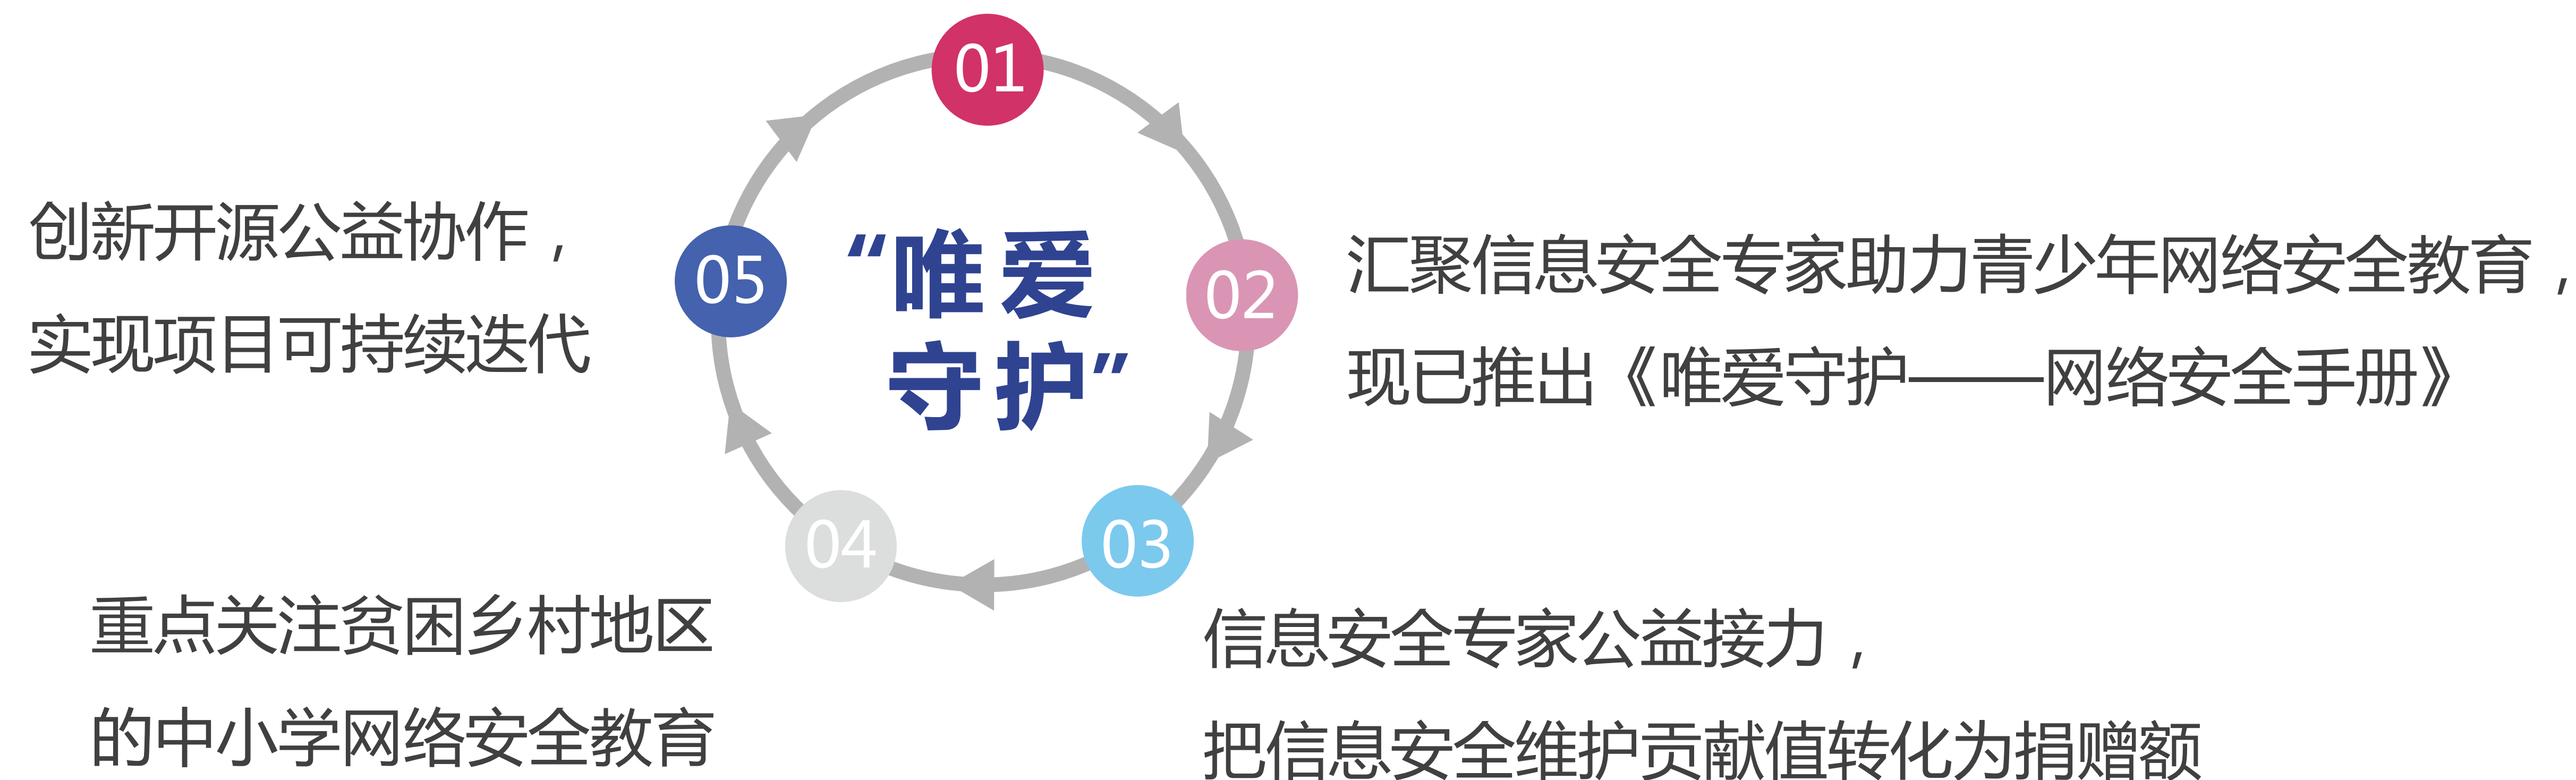 01
“唯爱
守护”
02
汇聚信息安全专家助力青少年网络安全教育，
现已推出《唯爱守护——网络安全手册》
03
信息安全专家公益接力，
把信息安全维护贡献值转化为捐赠额
04
重点关注贫困乡村地区
的中小学网络安全教育
05
创新开源公益协作，
实现项目可持续迭代